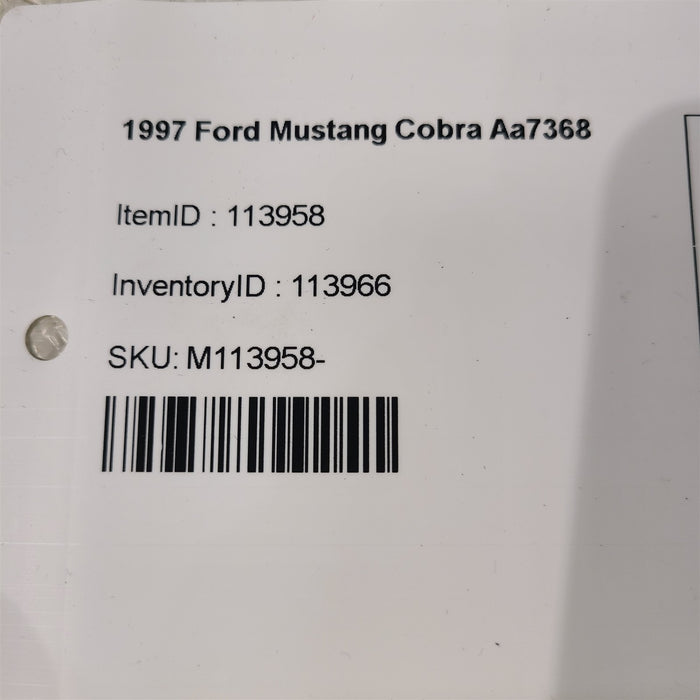 1997 Ford Mustang Cobra Aa7368
ItemID : 113958
InventoryID : 113966
SKU: M113958-